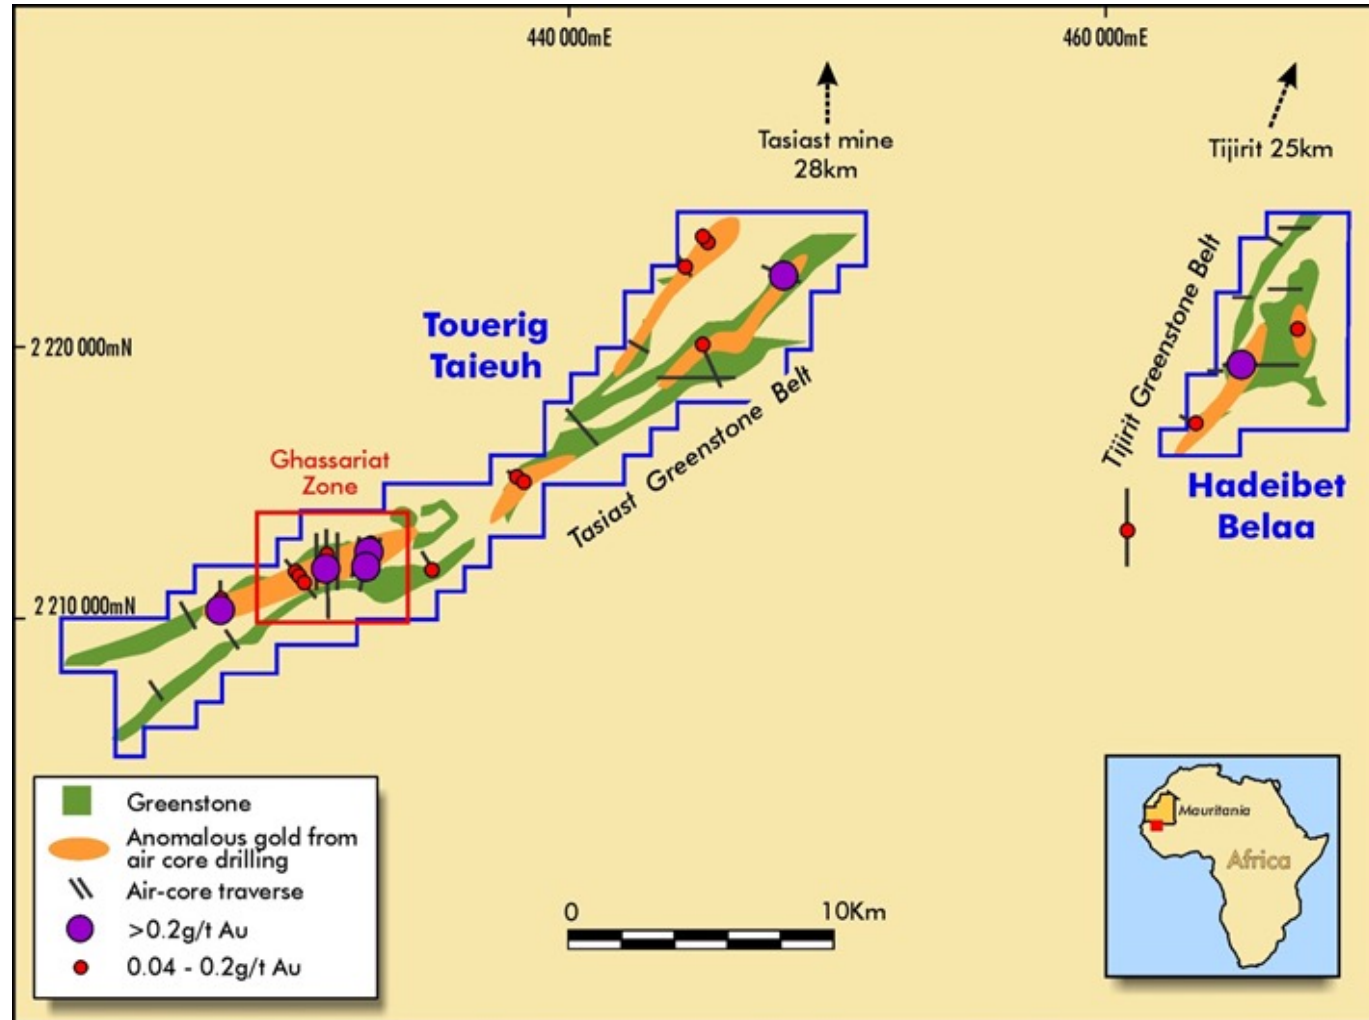 440 000mE
460 000mE
Tasiast mine
28km
Tijirit 25km
Touerig
Taieuh
2 220 000mN
Tijirit Greenstone Belt
Tasiast Greenstone Belt
Ghassariat
Zone
Hadeibet
Belaa
2 210 000mN
Greenstone
Anomalous gold from
air core drilling
Air-core traverse
>0.2g/t Au
0.04 - 0.2g/t Au
0
10Km
Mauritania
Africa